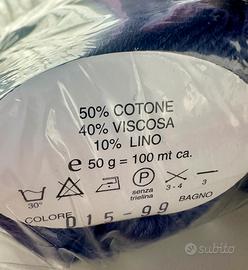 50% COTONE
40% VISCOSA
10% LINO
e 50 g = 100 mt ca.
30° P senza trielina 3 - 4 3
COLORE BAGNO
D15-99
subito